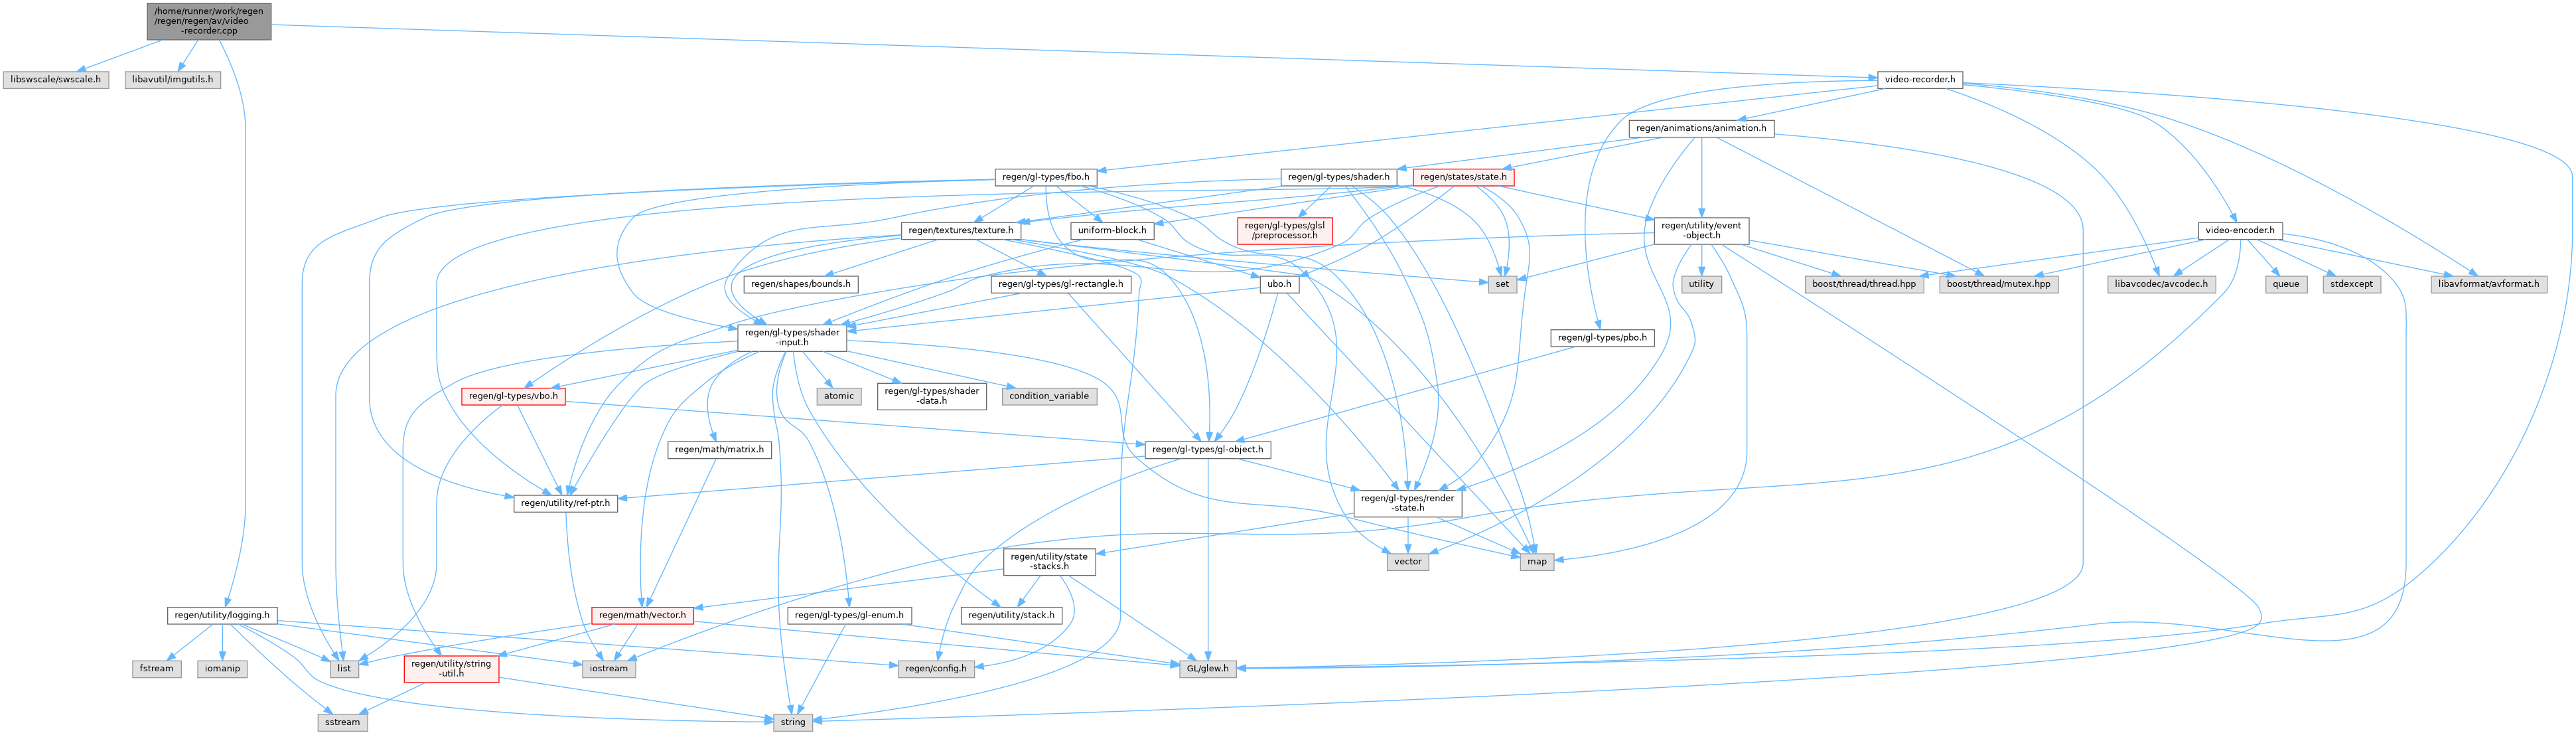 /home/runner/work/regen
/regen/regen/av/video
-recorder.cpp
libswscale/swscale.h
libavutil/imgutils.h
video-recorder.h
regen/animations/animation.h
regen/gl-types/fbo.h
regen/gl-types/shader.h
regen/states/state.h
regen/textures/texture.h
uniform-block.h
regen/gl-types/glsl
/preprocessor.h
regen/utility/event
-object.h
video-encoder.h
regen/shapes/bounds.h
regen/gl-types/gl-rectangle.h
ubo.h
set
utility
boost/thread/thread.hpp
boost/thread/mutex.hpp
libavcodec/avcodec.h
queue
stdexcept
libavformat/avformat.h
regen/gl-types/shader
-input.h
regen/gl-types/pbo.h
regen/gl-types/vbo.h
atomic
regen/gl-types/shader
-data.h
condition_variable
regen/math/matrix.h
regen/gl-types/gl-object.h
regen/utility/ref-ptr.h
regen/gl-types/render
-state.h
regen/utility/state
-stacks.h
vector
map
regen/utility/logging.h
regen/math/vector.h
regen/gl-types/gl-enum.h
regen/utility/stack.h
fstream
iomanip
list
regen/utility/string
-util.h
iostream
regen/config.h
GL/glew.h
sstream
string